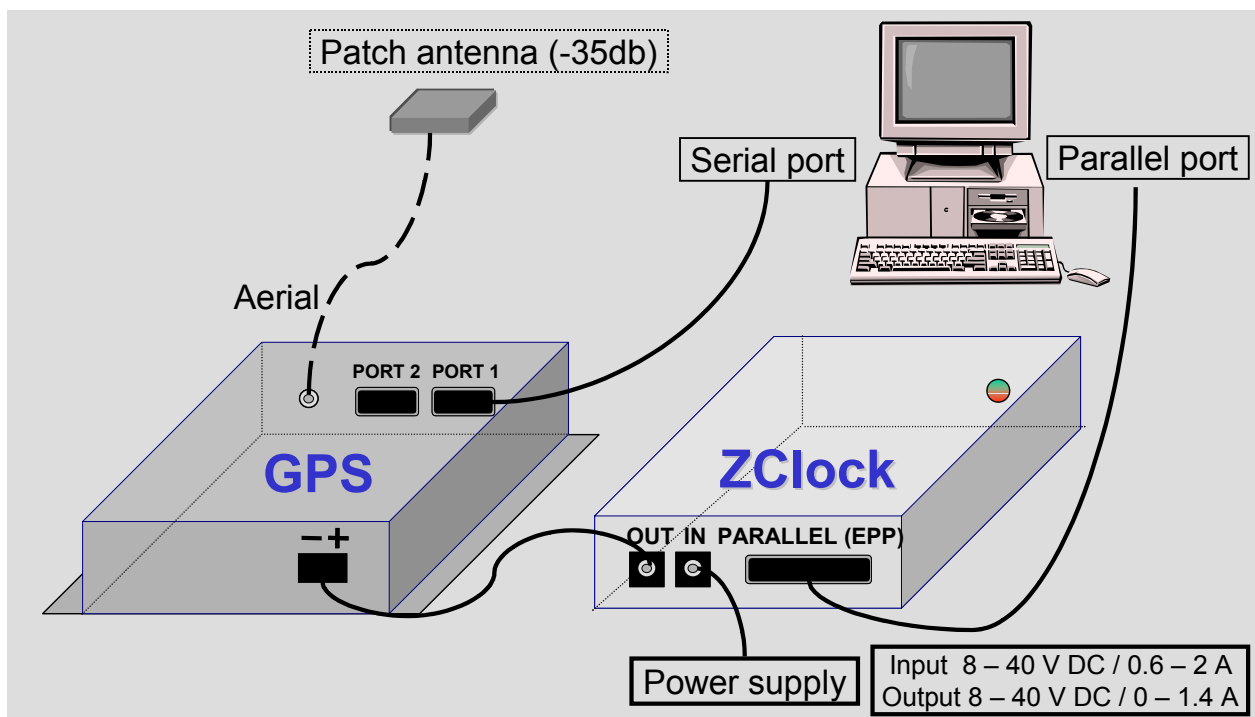 Patch antenna (-35db)
Serial port
Parallel port
Aerial
PORT 2 PORT 1
GPS
ZClock
– +
OUT IN PARALLEL (EPP)
Power supply
Input 8 – 40 V DC / 0.6 – 2 A
Output 8 – 40 V DC / 0 – 1.4 A